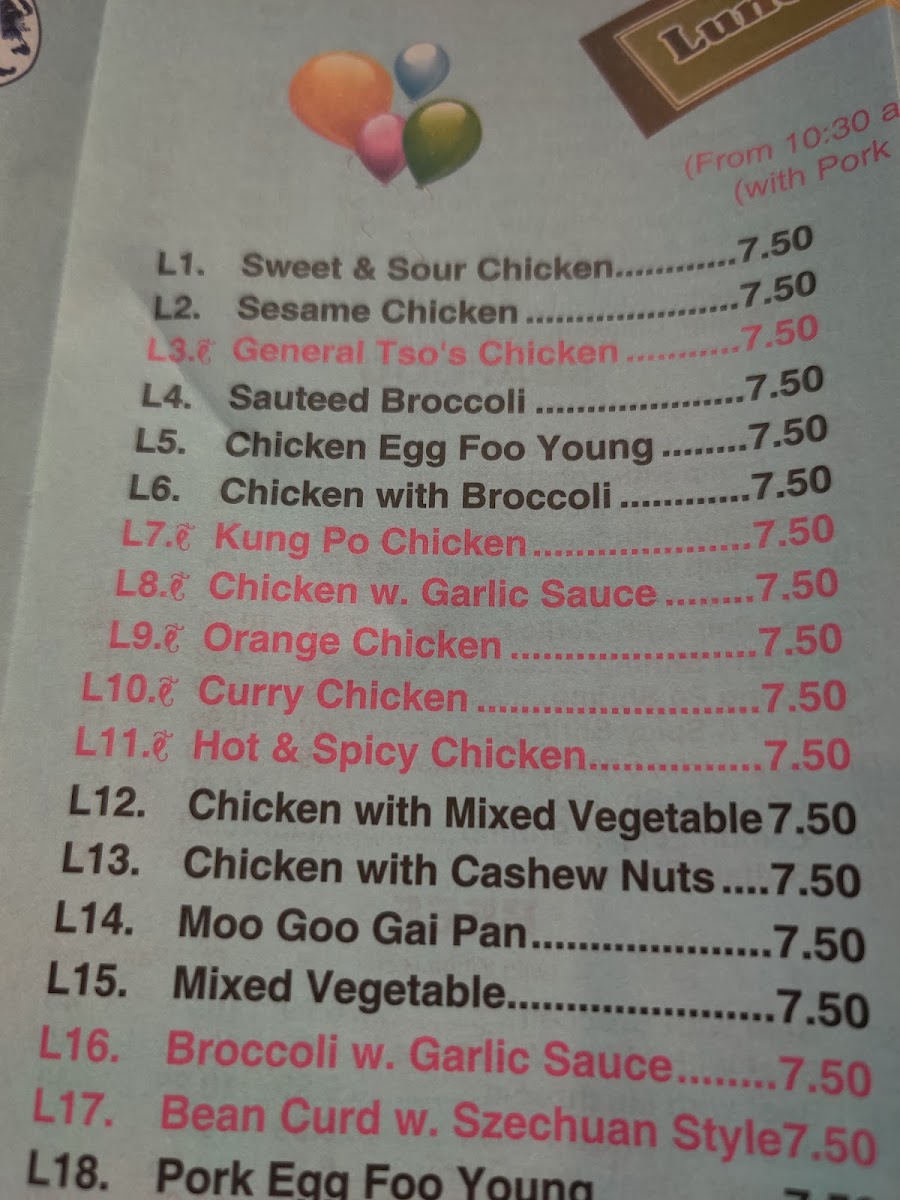 Lun
(From 10:30 a
(with Pork
L1. Sweet & Sour Chicken............7.50
L2. Sesame Chicken ....................7.50
L3. General Tso's Chicken ...........7.50
L4. Sauteed Broccoli ....................7.50
L5. Chicken Egg Foo Young ........7.50
L6. Chicken with Broccoli ............7.50
L7. Kung Po Chicken.....................7.50
L8. Chicken w. Garlic Sauce ........7.50
L9. Orange Chicken ......................7.50
L10. Curry Chicken ........................7.50
L11. Hot & Spicy Chicken...............7.50
L12. Chicken with Mixed Vegetable 7.50
L13. Chicken with Cashew Nuts ....7.50
L14. Moo Goo Gai Pan....................7.50
L15. Mixed Vegetable......................7.50
L16. Broccoli w. Garlic Sauce........7.50
L17. Bean Curd w. Szechuan Style7.50
L18. Pork Egg Foo Young